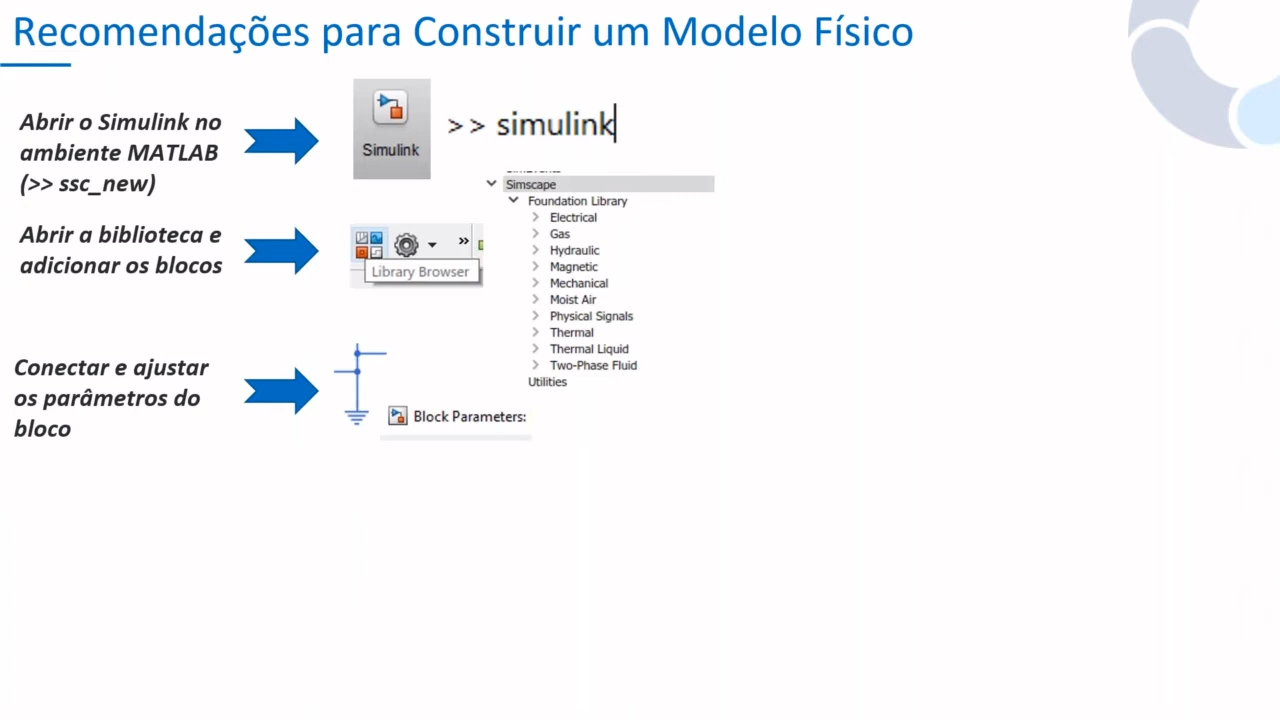 Recomendações para Construir um Modelo Físico
Abrir o Simulink no
ambiente MATLAB
(>> ssc_new)
Simulink
>> simulink
Abrir a biblioteca e
adicionar os blocos
Library Browser
Simscape
Foundation Library
Electrical
Gas
Hydraulic
Magnetic
Mechanical
Moist Air
Physical Signals
Thermal
Thermal Liquid
Two-Phase Fluid
Utilities
Conectar e ajustar
os parâmetros do
bloco
Block Parameters: